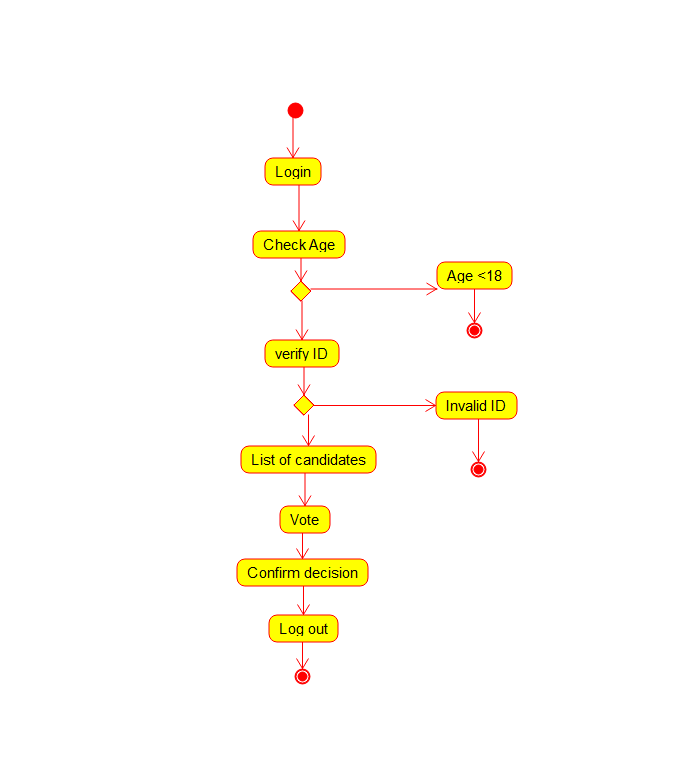 Login
Check Age
Age <18
verify ID
Invalid ID
List of candidates
Vote
Confirm decision
Log out